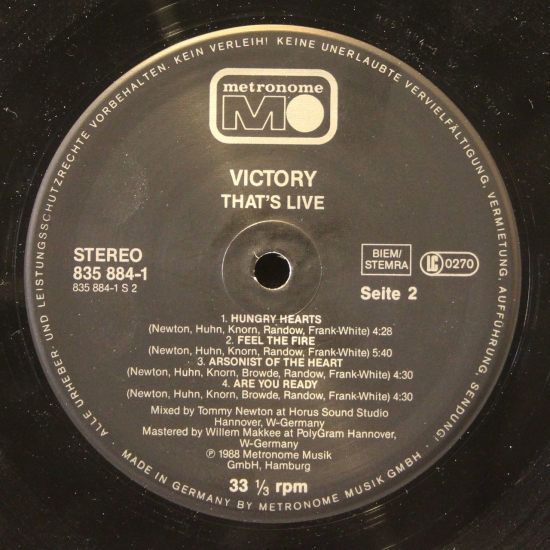 ALLE URHEBER UND LEISTUNGSSCHUTZRECHTE VORBEHALTEN. KEIN VERLEIH! KEINE UNERLAUBTE VERVIELFÄLTIGUNG, VERMIETUNG, AUFFÜHRUNG, SENDUNG!
metronome
M
VICTORY
THAT'S LIVE
STEREO
835 884-1
835 884-1 S 2
BIEM/
STEMRA
LC 0270
Seite 2
1. HUNGRY HEARTS
(Newton, Huhn, Knorn, Randow, Frank-White) 4:28
2. FEEL THE FIRE
(Newton, Huhn, Knorn, Randow, Frank-White) 5:40
3. ARSONIST OF THE HEART
(Newton, Huhn, Knorn, Browde, Randow, Frank-White) 4:30
4. ARE YOU READY
(Newton, Huhn, Knorn, Browde, Randow, Frank-White) 4:30
Mixed by Tommy Newton at Horus Sound Studio
Hannover, W-Germany
Mastered by Willem Makkee at PolyGram Hannover,
W-Germany
Ⓟ 1988 Metronome Musik
GmbH, Hamburg
33 1/3 rpm
MADE IN GERMANY BY METRONOME MUSIK GMBH